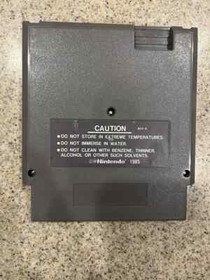 CAUTION
●DO NOT STORE IN EXTREME TEMPERATURES.
●DO NOT IMMERSE IN WATER.
●DO NOT CLEAN WITH BENZENE, THINNER,
ALCOHOL OR OTHER SUCH SOLVENTS.
Nintendo 1985